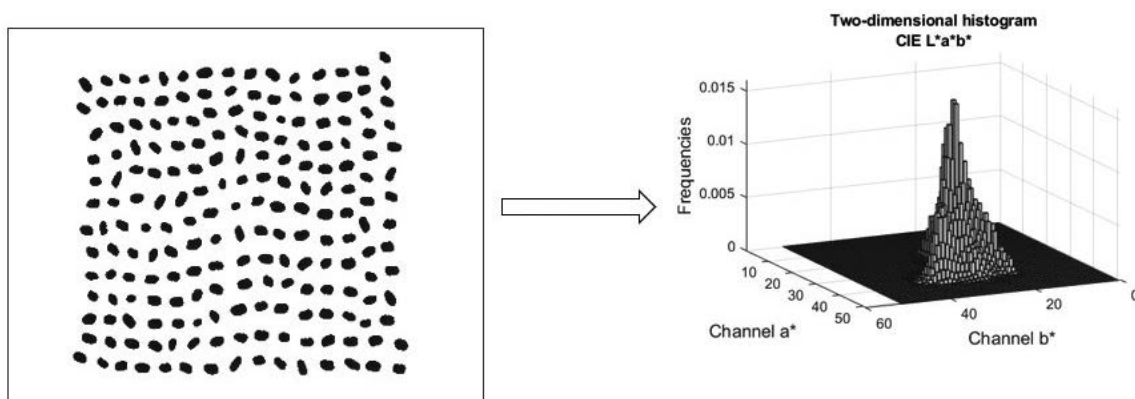 Two-dimensional histogram
CIE L*a*b*
0.015
0.01
0.005
0
Frequencies
10
20
30
40
50
Channel a*
60
40
20
0
Channel b*